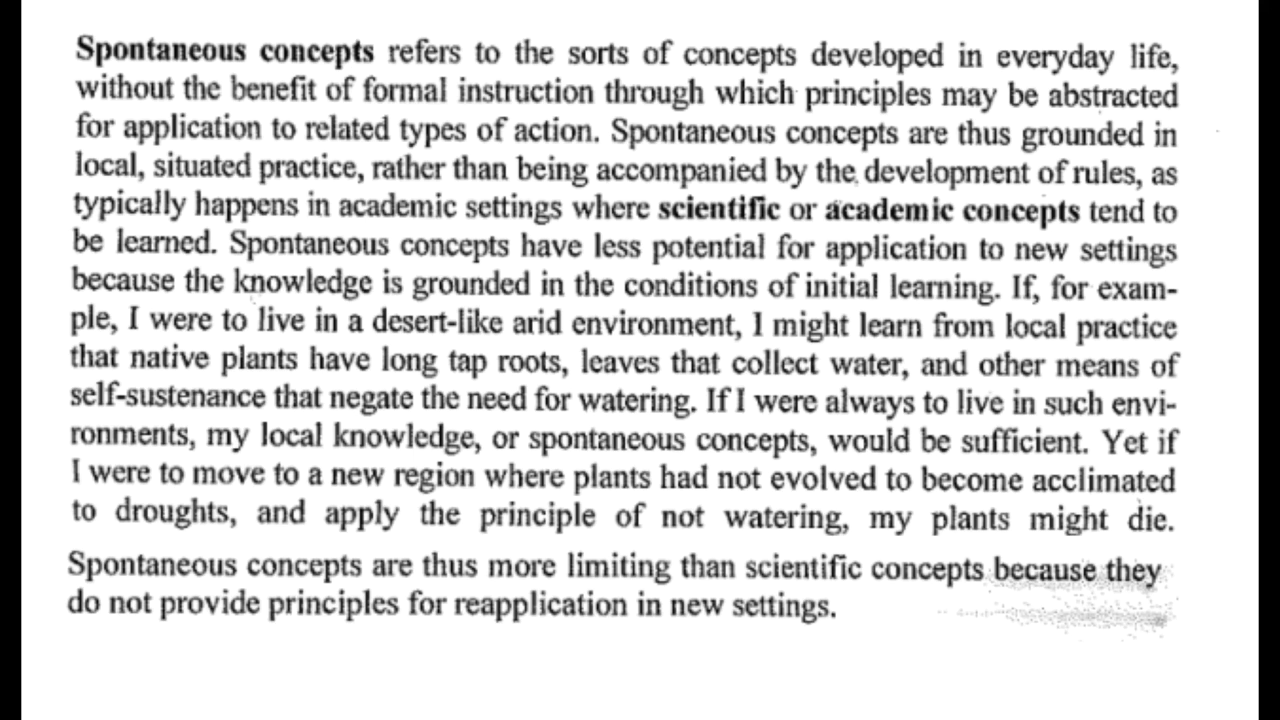 Spontaneous concepts refers to the sorts of concepts developed in everyday life,
without the benefit of formal instruction through which principles may be abstracted
for application to related types of action. Spontaneous concepts are thus grounded in
local, situated practice, rather than being accompanied by the development of rules, as
typically happens in academic settings where scientific or academic concepts tend to
be learned. Spontaneous concepts have less potential for application to new settings
because the knowledge is grounded in the conditions of initial learning. If, for exam-
ple, I were to live in a desert-like arid environment, I might learn from local practice
that native plants have long tap roots, leaves that collect water, and other means of
self-sustenance that negate the need for watering. If I were always to live in such envi-
ronments, my local knowledge, or spontaneous concepts, would be sufficient. Yet if
I were to move to a new region where plants had not evolved to become acclimated
to droughts, and apply the principle of not watering, my plants might die.
Spontaneous concepts are thus more limiting than scientific concepts because they
do not provide principles for reapplication in new settings.